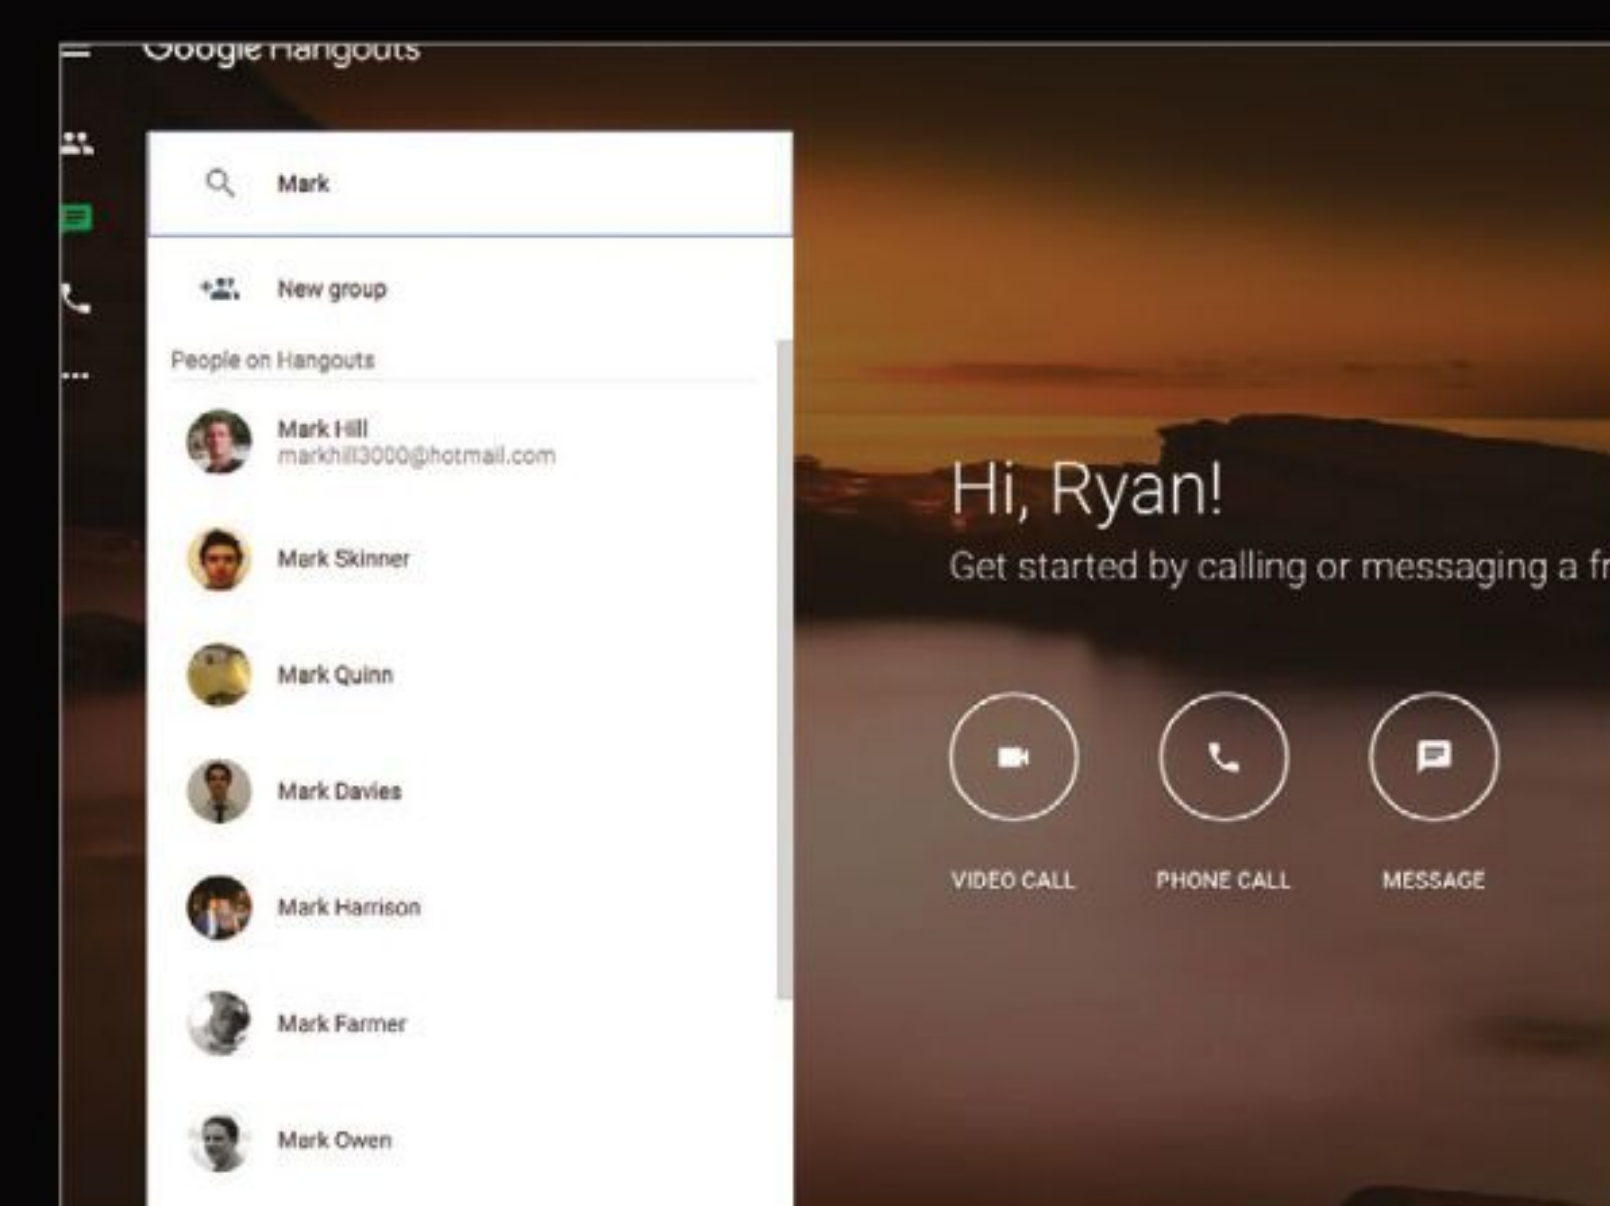 Google Hangouts
Mark
New group
People on Hangouts
Mark Hill
markhill3000@hotmail.com
Mark Skinner
Mark Quinn
Mark Davies
Mark Harrison
Mark Farmer
Mark Owen
Hi, Ryan!
Get started by calling or messaging a fr
VIDEO CALL
PHONE CALL
MESSAGE